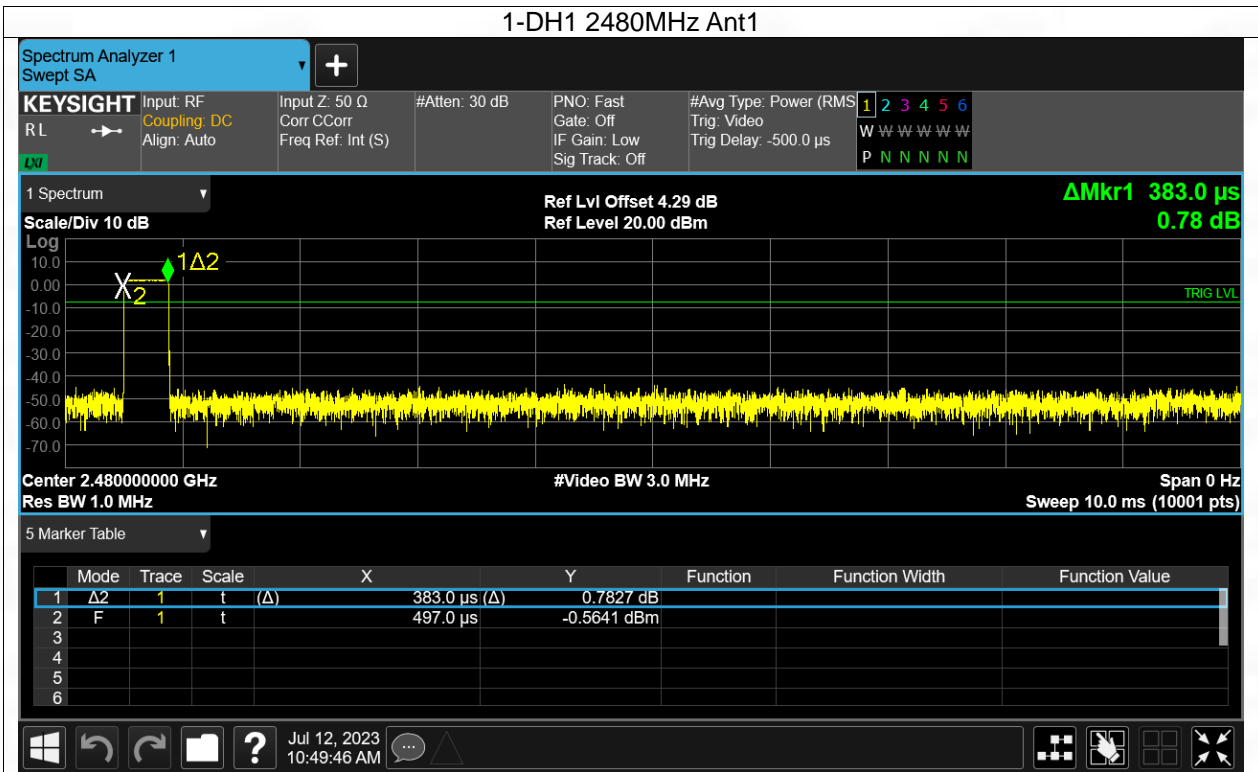 1-DH1 2480MHz Ant1
Spectrum Analyzer 1
Swept SA
KEYSIGHT
RL
LXI
Input: RF
Coupling: DC
Align: Auto
Input Z: 50 Ω
Corr CCorr
Freq Ref: Int (S)
#Atten: 30 dB
PNO: Fast
Gate: Off
IF Gain: Low
Sig Track: Off
#Avg Type: Power (RMS
Trig: Video
Trig Delay: -500.0 µs
1 2 3 4 5 6
W W W W W W
P N N N N N
1 Spectrum
Scale/Div 10 dB
Ref Lvl Offset 4.29 dB
Ref Level 20.00 dBm
ΔMkr1 383.0 µs
0.78 dB
Log
10.0
0.00
-10.0
-20.0
-30.0
-40.0
-50.0
-60.0
-70.0
1Δ2
X2
TRIG LVL
Center 2.480000000 GHz
#Video BW 3.0 MHz
Span 0 Hz
Res BW 1.0 MHz
Sweep 10.0 ms (10001 pts)
5 Marker Table
Mode Trace Scale X Y Function Function Width Function Value
1 Δ2 1 t (Δ) 383.0 µs (Δ) 0.7827 dB
2 F 1 t 497.0 µs -0.5641 dBm
3
4
5
6
?
Jul 12, 2023
10:49:46 AM